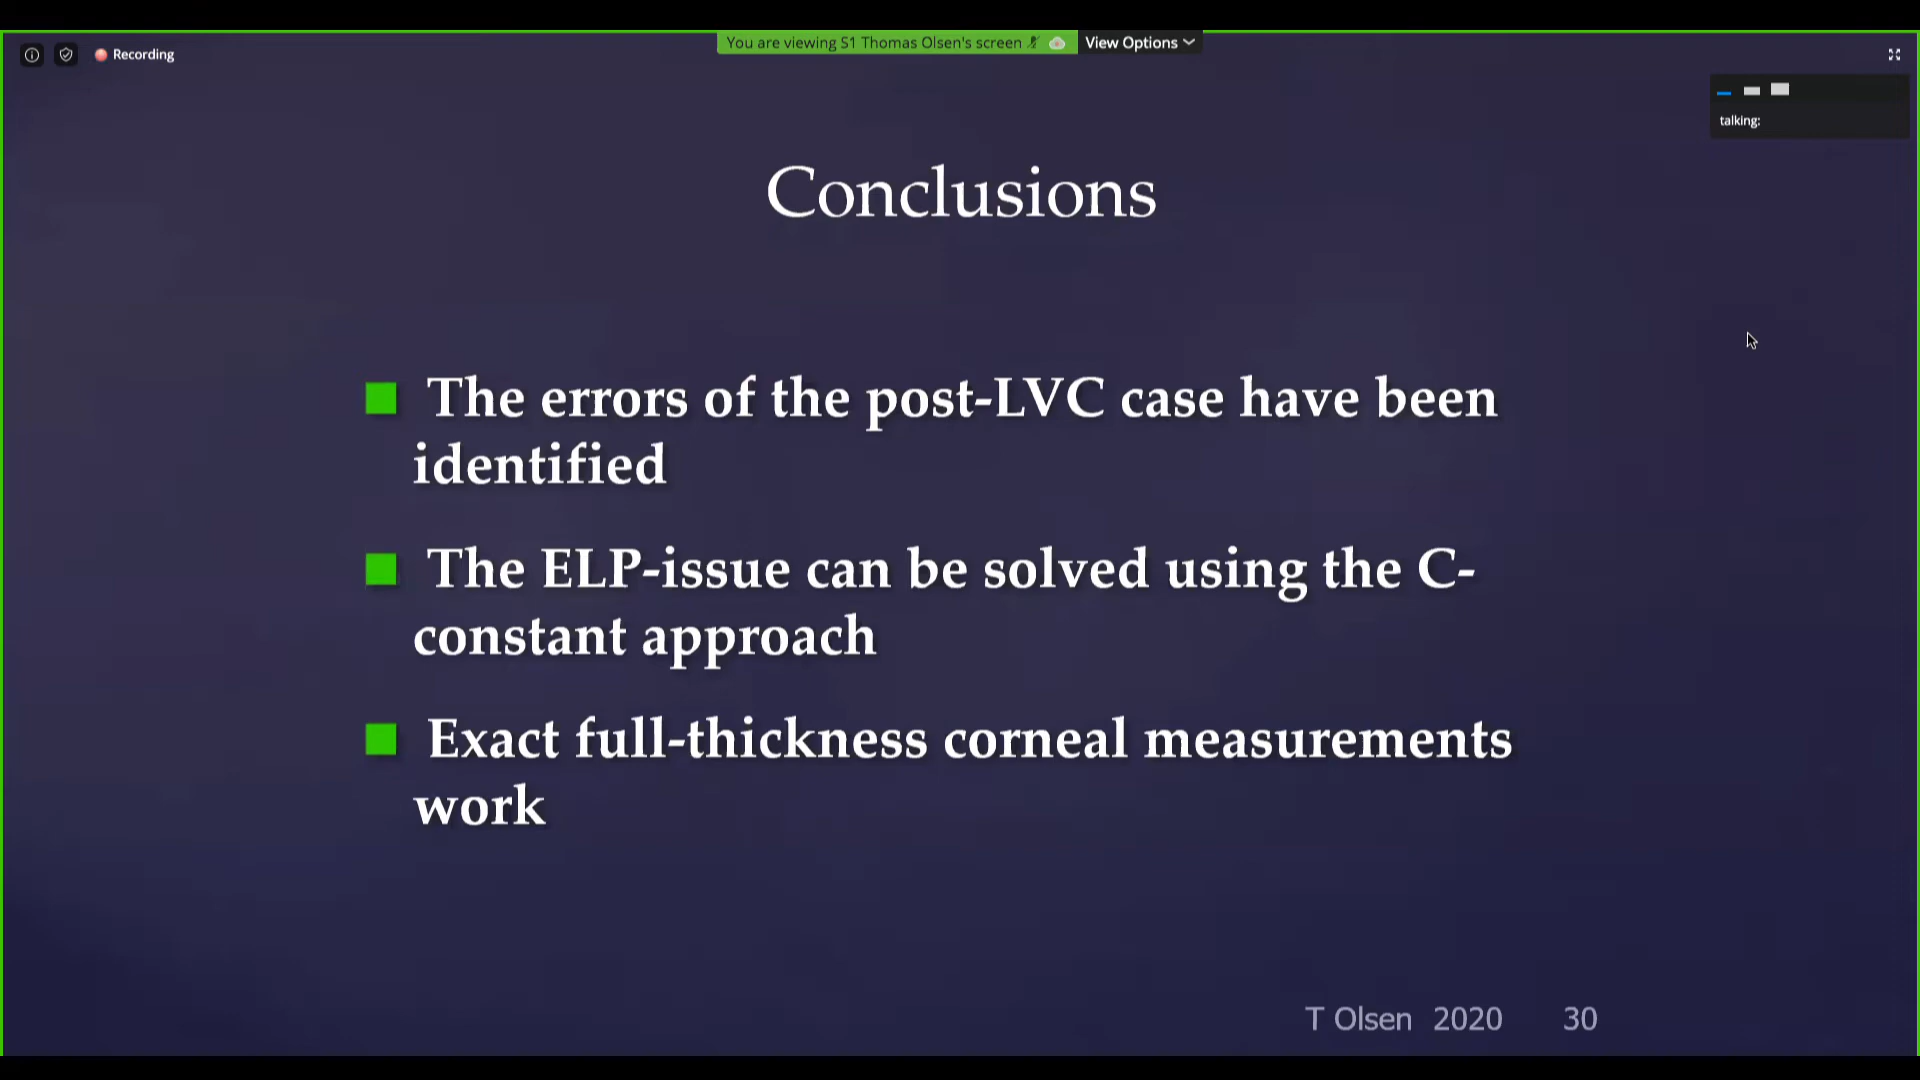 You are viewing S1 Thomas Olsen's screen
View Options
Recording
talking:
Conclusions
The errors of the post-LVC case have been
identified
The ELP-issue can be solved using the C-
constant approach
Exact full-thickness corneal measurements
work
T Olsen 2020 30